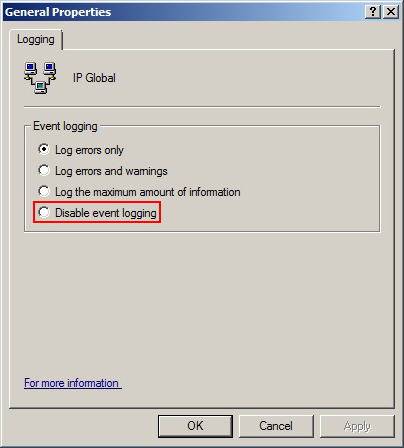 General Properties
Logging
IP Global
Event logging
Log errors only
Log errors and warnings
Log the maximum amount of information
Disable event logging
For more information
OK Cancel Apply